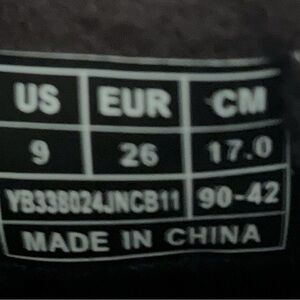 US EUR CM
9 26 17.0
YB338024JNCB11 90-42
MADE IN CHINA